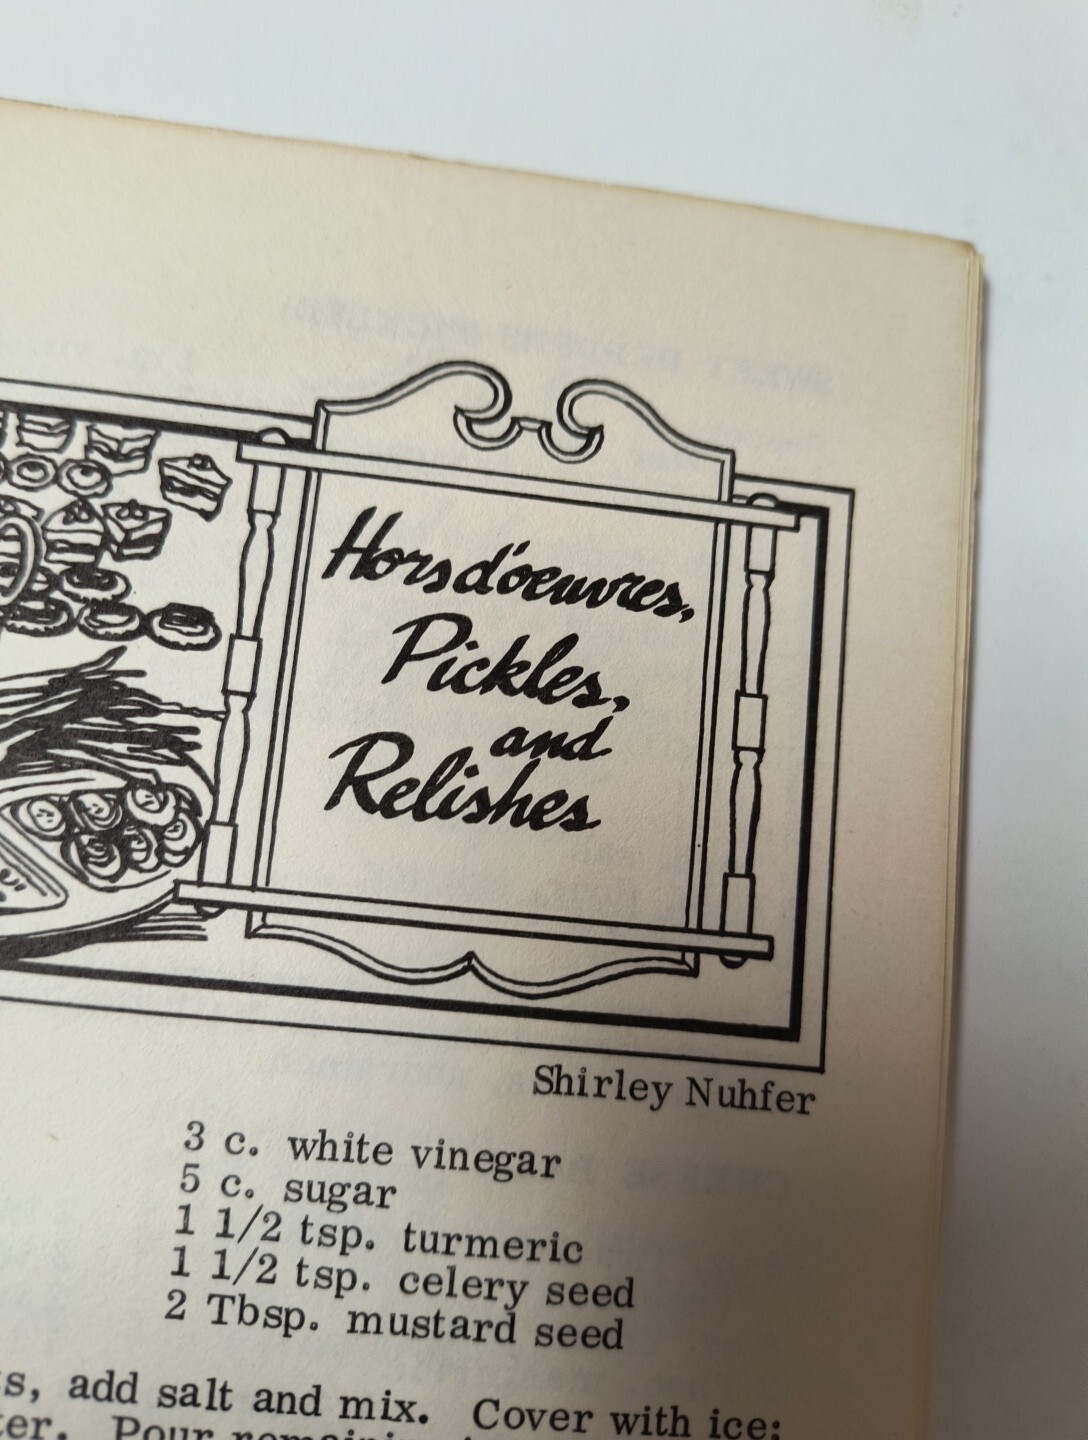 Hors d'oeuvres,
Pickles,
and
Relishes
Shirley Nuhfer
3 c. white vinegar
5 c. sugar
1 1/2 tsp. turmeric
1 1/2 tsp. celery seed
2 Tbsp. mustard seed
add salt and mix. Cover with ice;
Pour